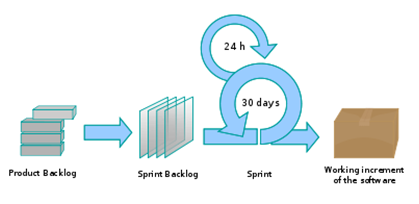 24 h
30 days
Product Backlog
Sprint Backlog
Sprint
Working increment
of the software